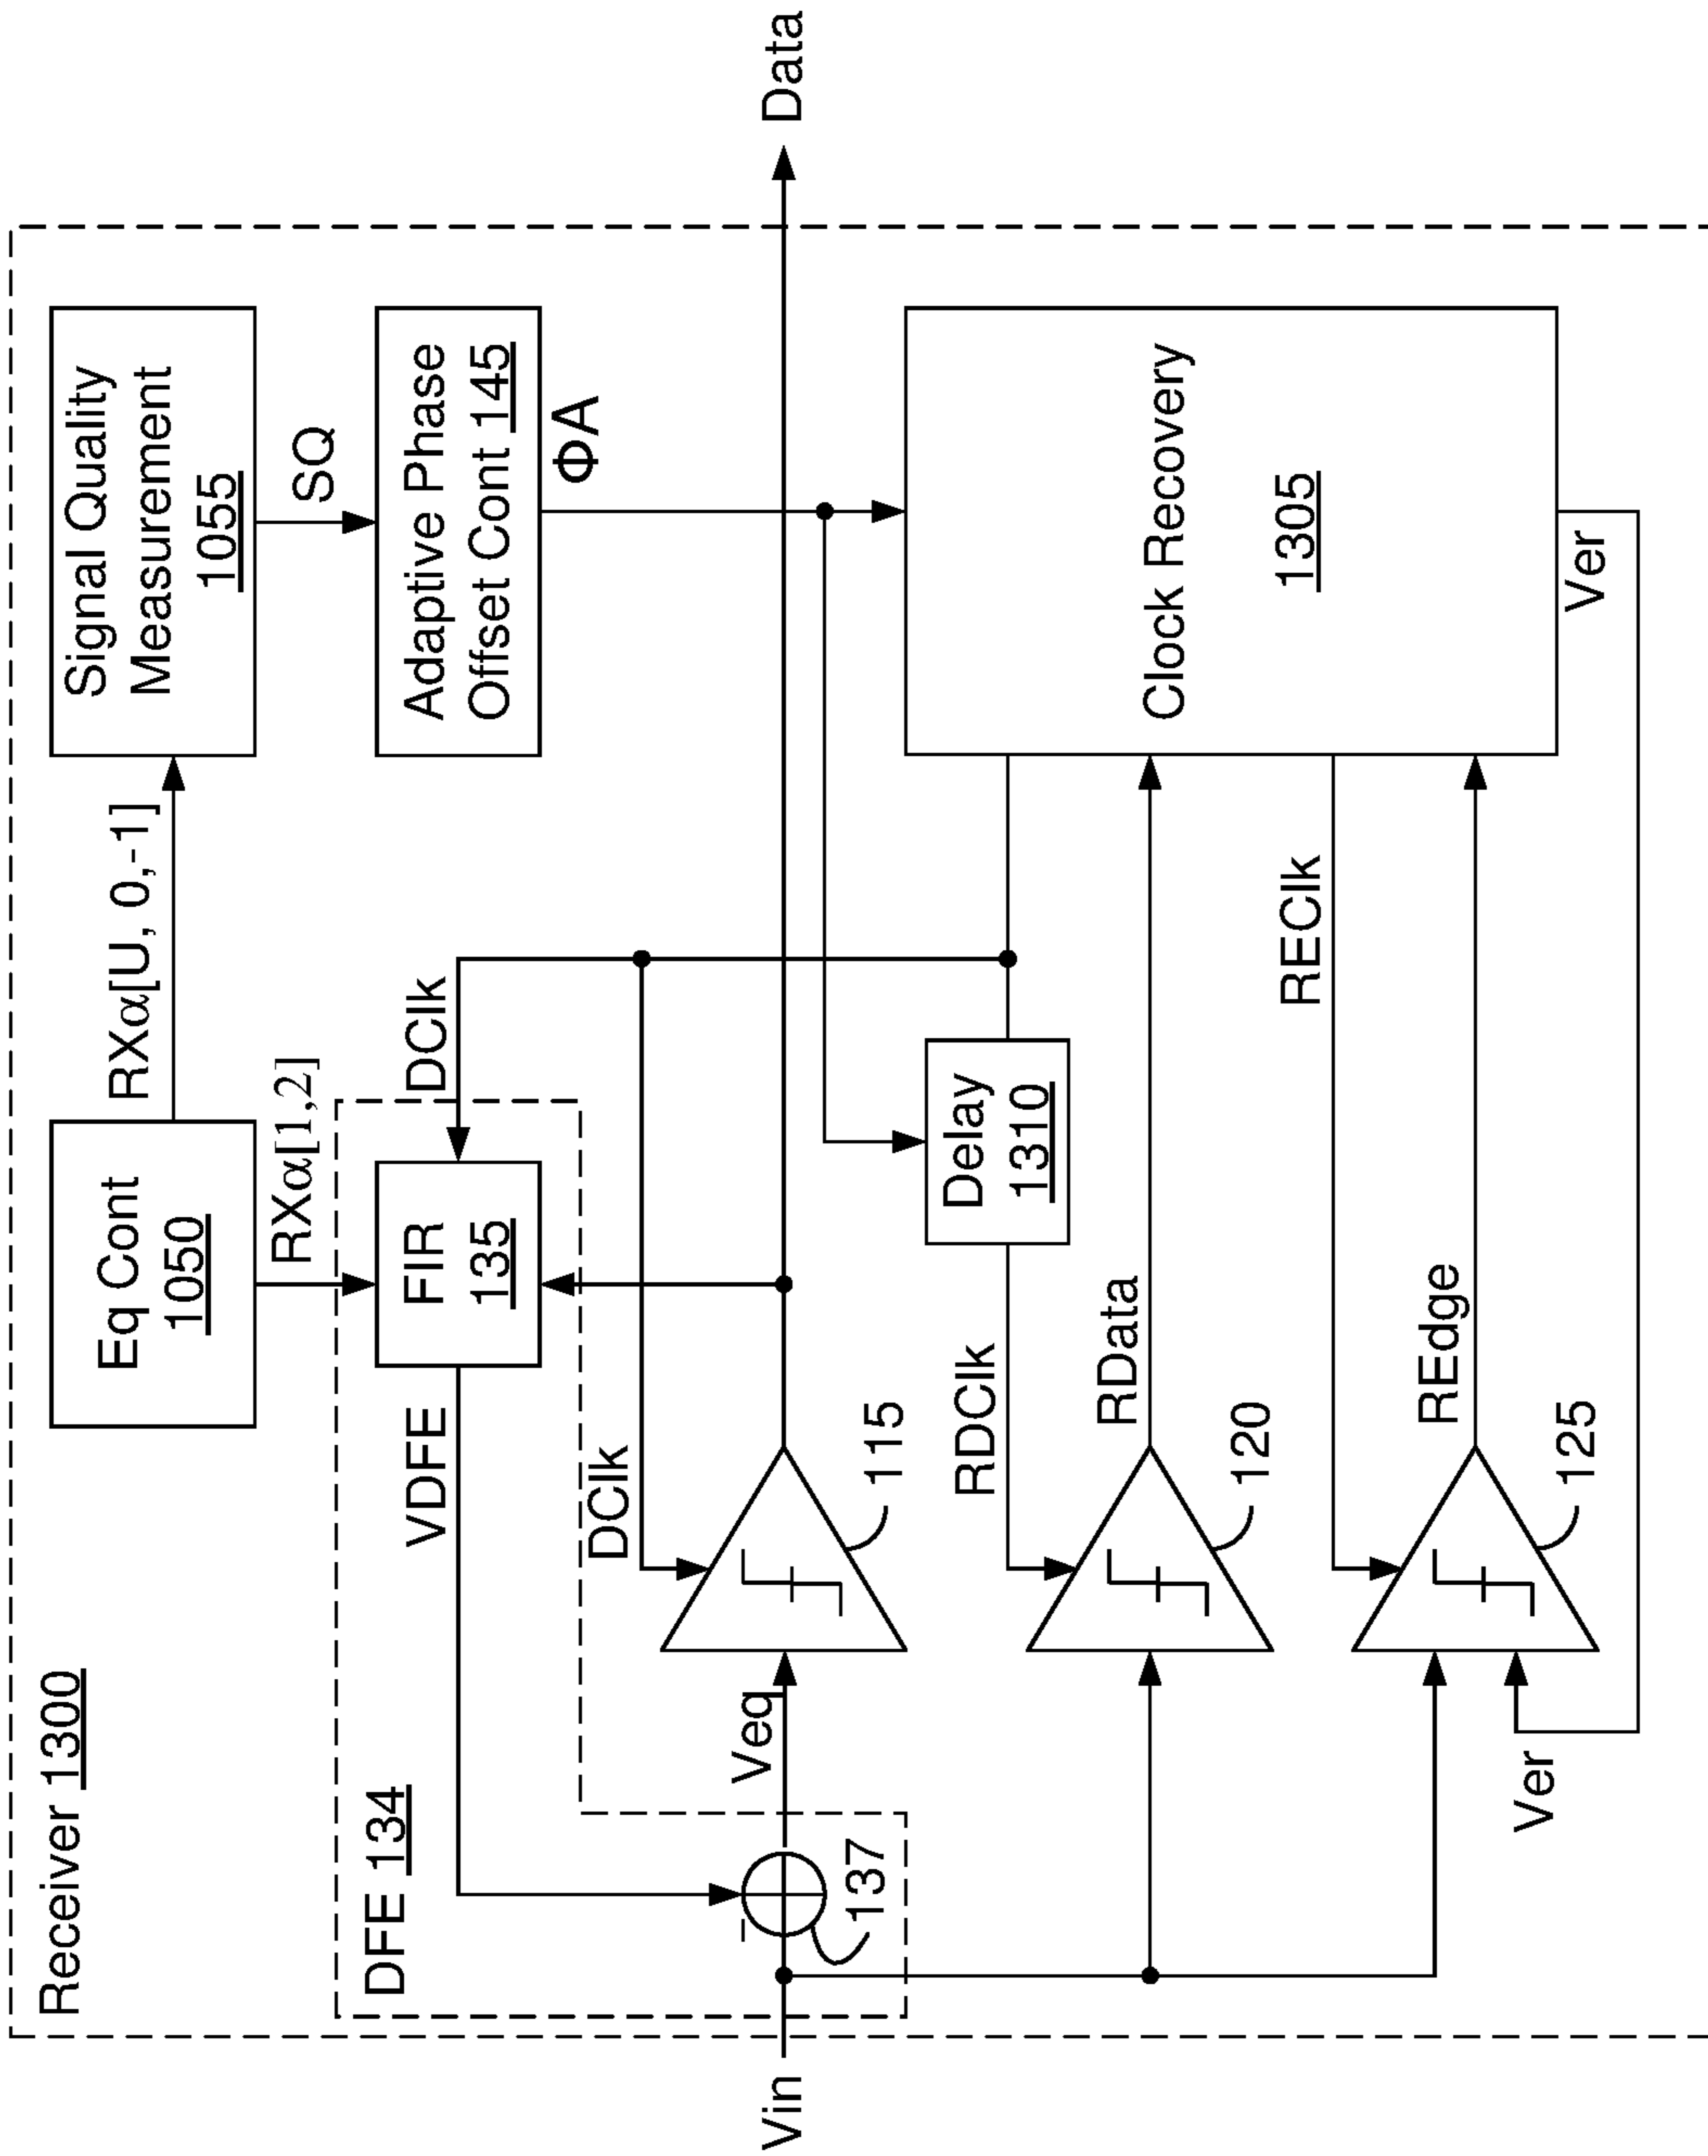 Receiver 1300
Eq Cont
1050
RXα[U, 0,-1]
Signal Quality
Measurement
1055
RXα[1,2]
SQ
DFE 134
VDFE
FIR
135
DClk
Adaptive Phase
Offset Cont 145
ΦA
DClk
Vin
Veq
137
115
Data
RDClk
Delay
1310
RData
120
Clock Recovery
1305
REClk
REdge
125
Ver
Ver